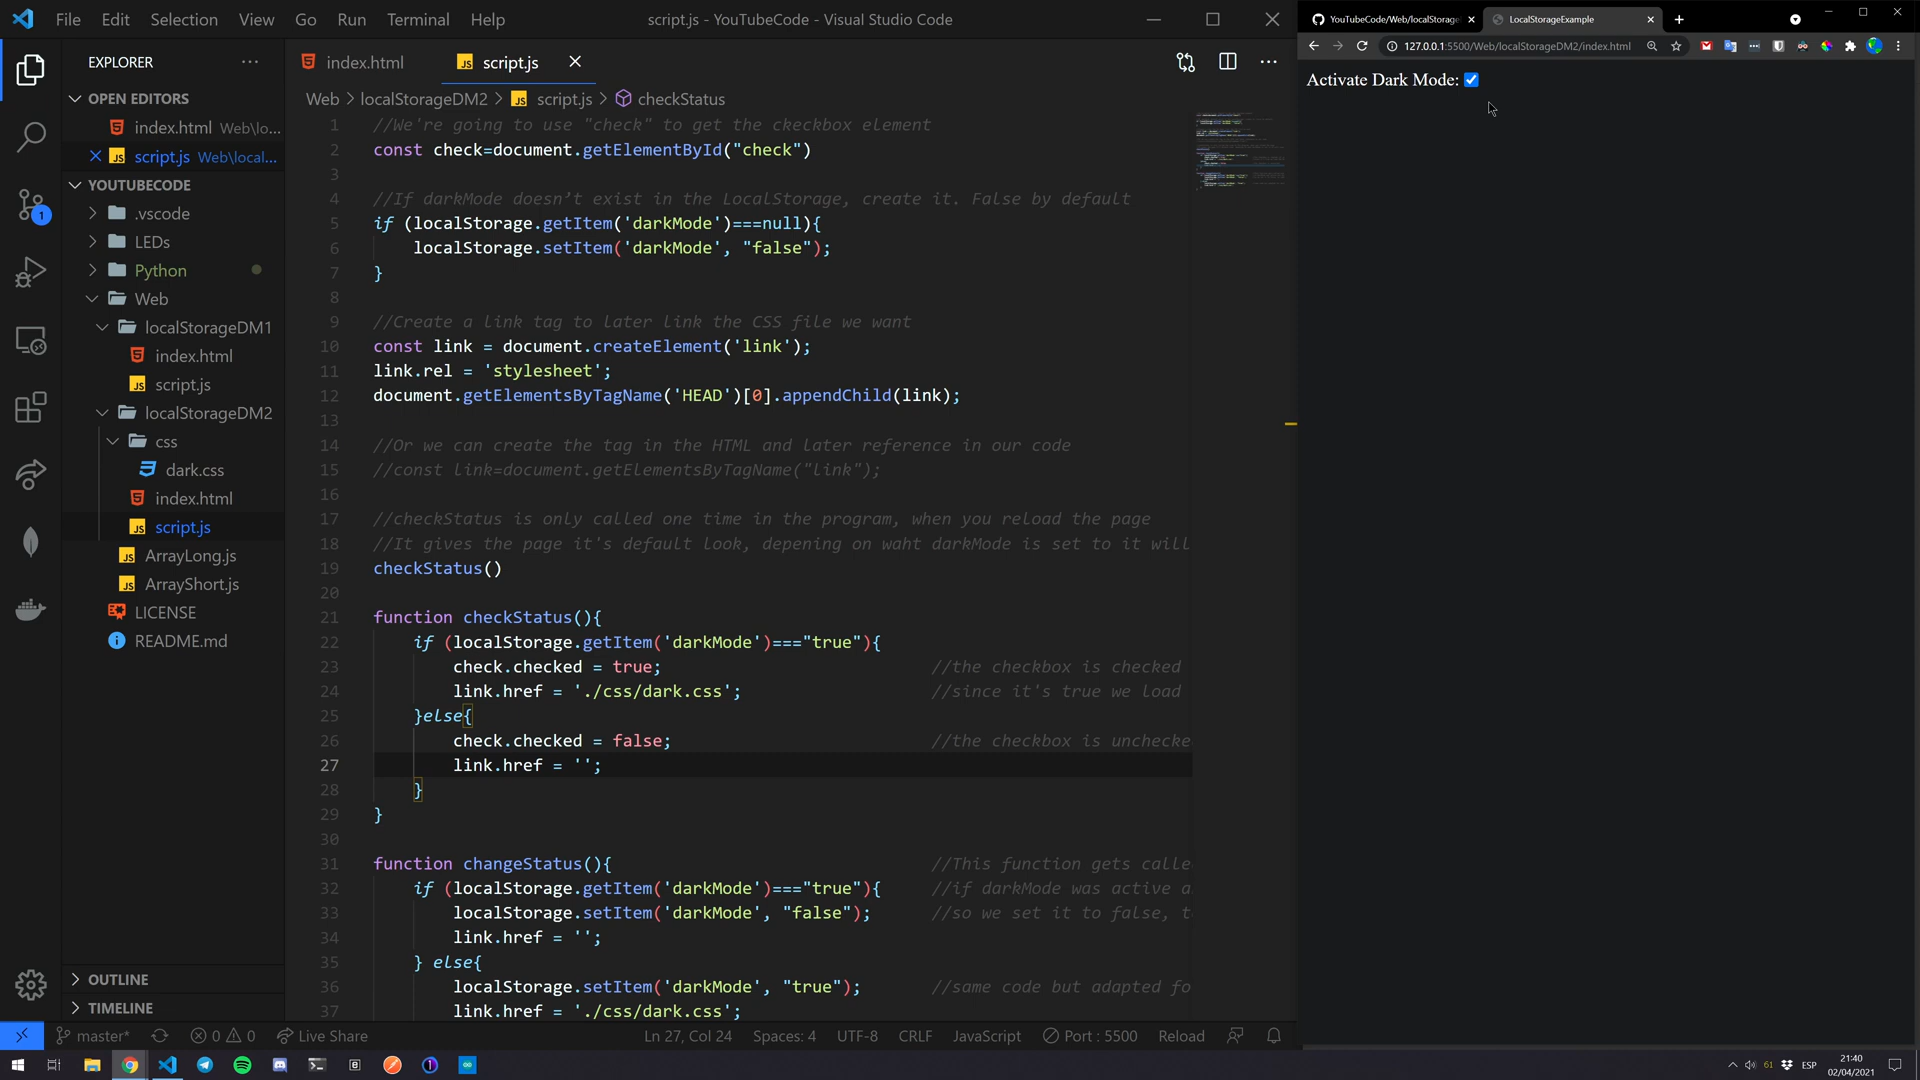 File Edit Selection View Go Run Terminal Help
script.js - YouTubeCode - Visual Studio Code
EXPLORER
OPEN EDITORS
index.html Web\lo...
script.js Web\local...
YOUTUBECODE
.vscode
LEDs
Python
Web
localStorageDM1
index.html
script.js
localStorageDM2
css
dark.css
index.html
script.js
ArrayLong.js
ArrayShort.js
LICENSE
README.md
OUTLINE
TIMELINE
index.html
script.js
Web > localStorageDM2 > script.js > checkStatus
1 //We're going to use "check" to get the ckeckbox element
2 const check=document.getElementById("check")
3
4 //If darkMode doesn’t exist in the LocalStorage, create it. False by default
5 if (localStorage.getItem('darkMode')===null){
6 localStorage.setItem('darkMode', "false");
7 }
8
9 //Create a link tag to later link the CSS file we want
10 const link = document.createElement('link');
11 link.rel = 'stylesheet';
12 document.getElementsByTagName('HEAD')[0].appendChild(link);
13
14 //Or we can create the tag in the HTML and later reference in our code
15 //const link=document.getElementsByTagName("link");
16
17 //checkStatus is only called one time in the program, when you reload the page
18 //It gives the page it's default look, depening on waht darkMode is set to it will
19 checkStatus()
20
21 function checkStatus(){
22 if (localStorage.getItem('darkMode')==="true"){
23 check.checked = true; //the checkbox is checked
24 link.href = './css/dark.css'; //since it's true we load
25 }else{
26 check.checked = false; //the checkbox is unchecke
27 link.href = '';
28 }
29 }
30
31 function changeStatus(){ //This function gets calle
32 if (localStorage.getItem('darkMode')==="true"){ //if darkMode was active a
33 localStorage.setItem('darkMode', "false"); //so we set it to false, t
34 link.href = '';
35 } else{
36 localStorage.setItem('darkMode', "true"); //same code but adapted fo
37 link.href = './css/dark.css';
master* 0 0 Live Share Ln 27, Col 24 Spaces: 4 UTF-8 CRLF JavaScript Port : 5500 Reload
YouTubeCode/Web/localStorage
LocalStorageExample
127.0.0.1:5500/Web/localStorageDM2/index.html
Activate Dark Mode:
61 ESP
21:40
02/04/2021